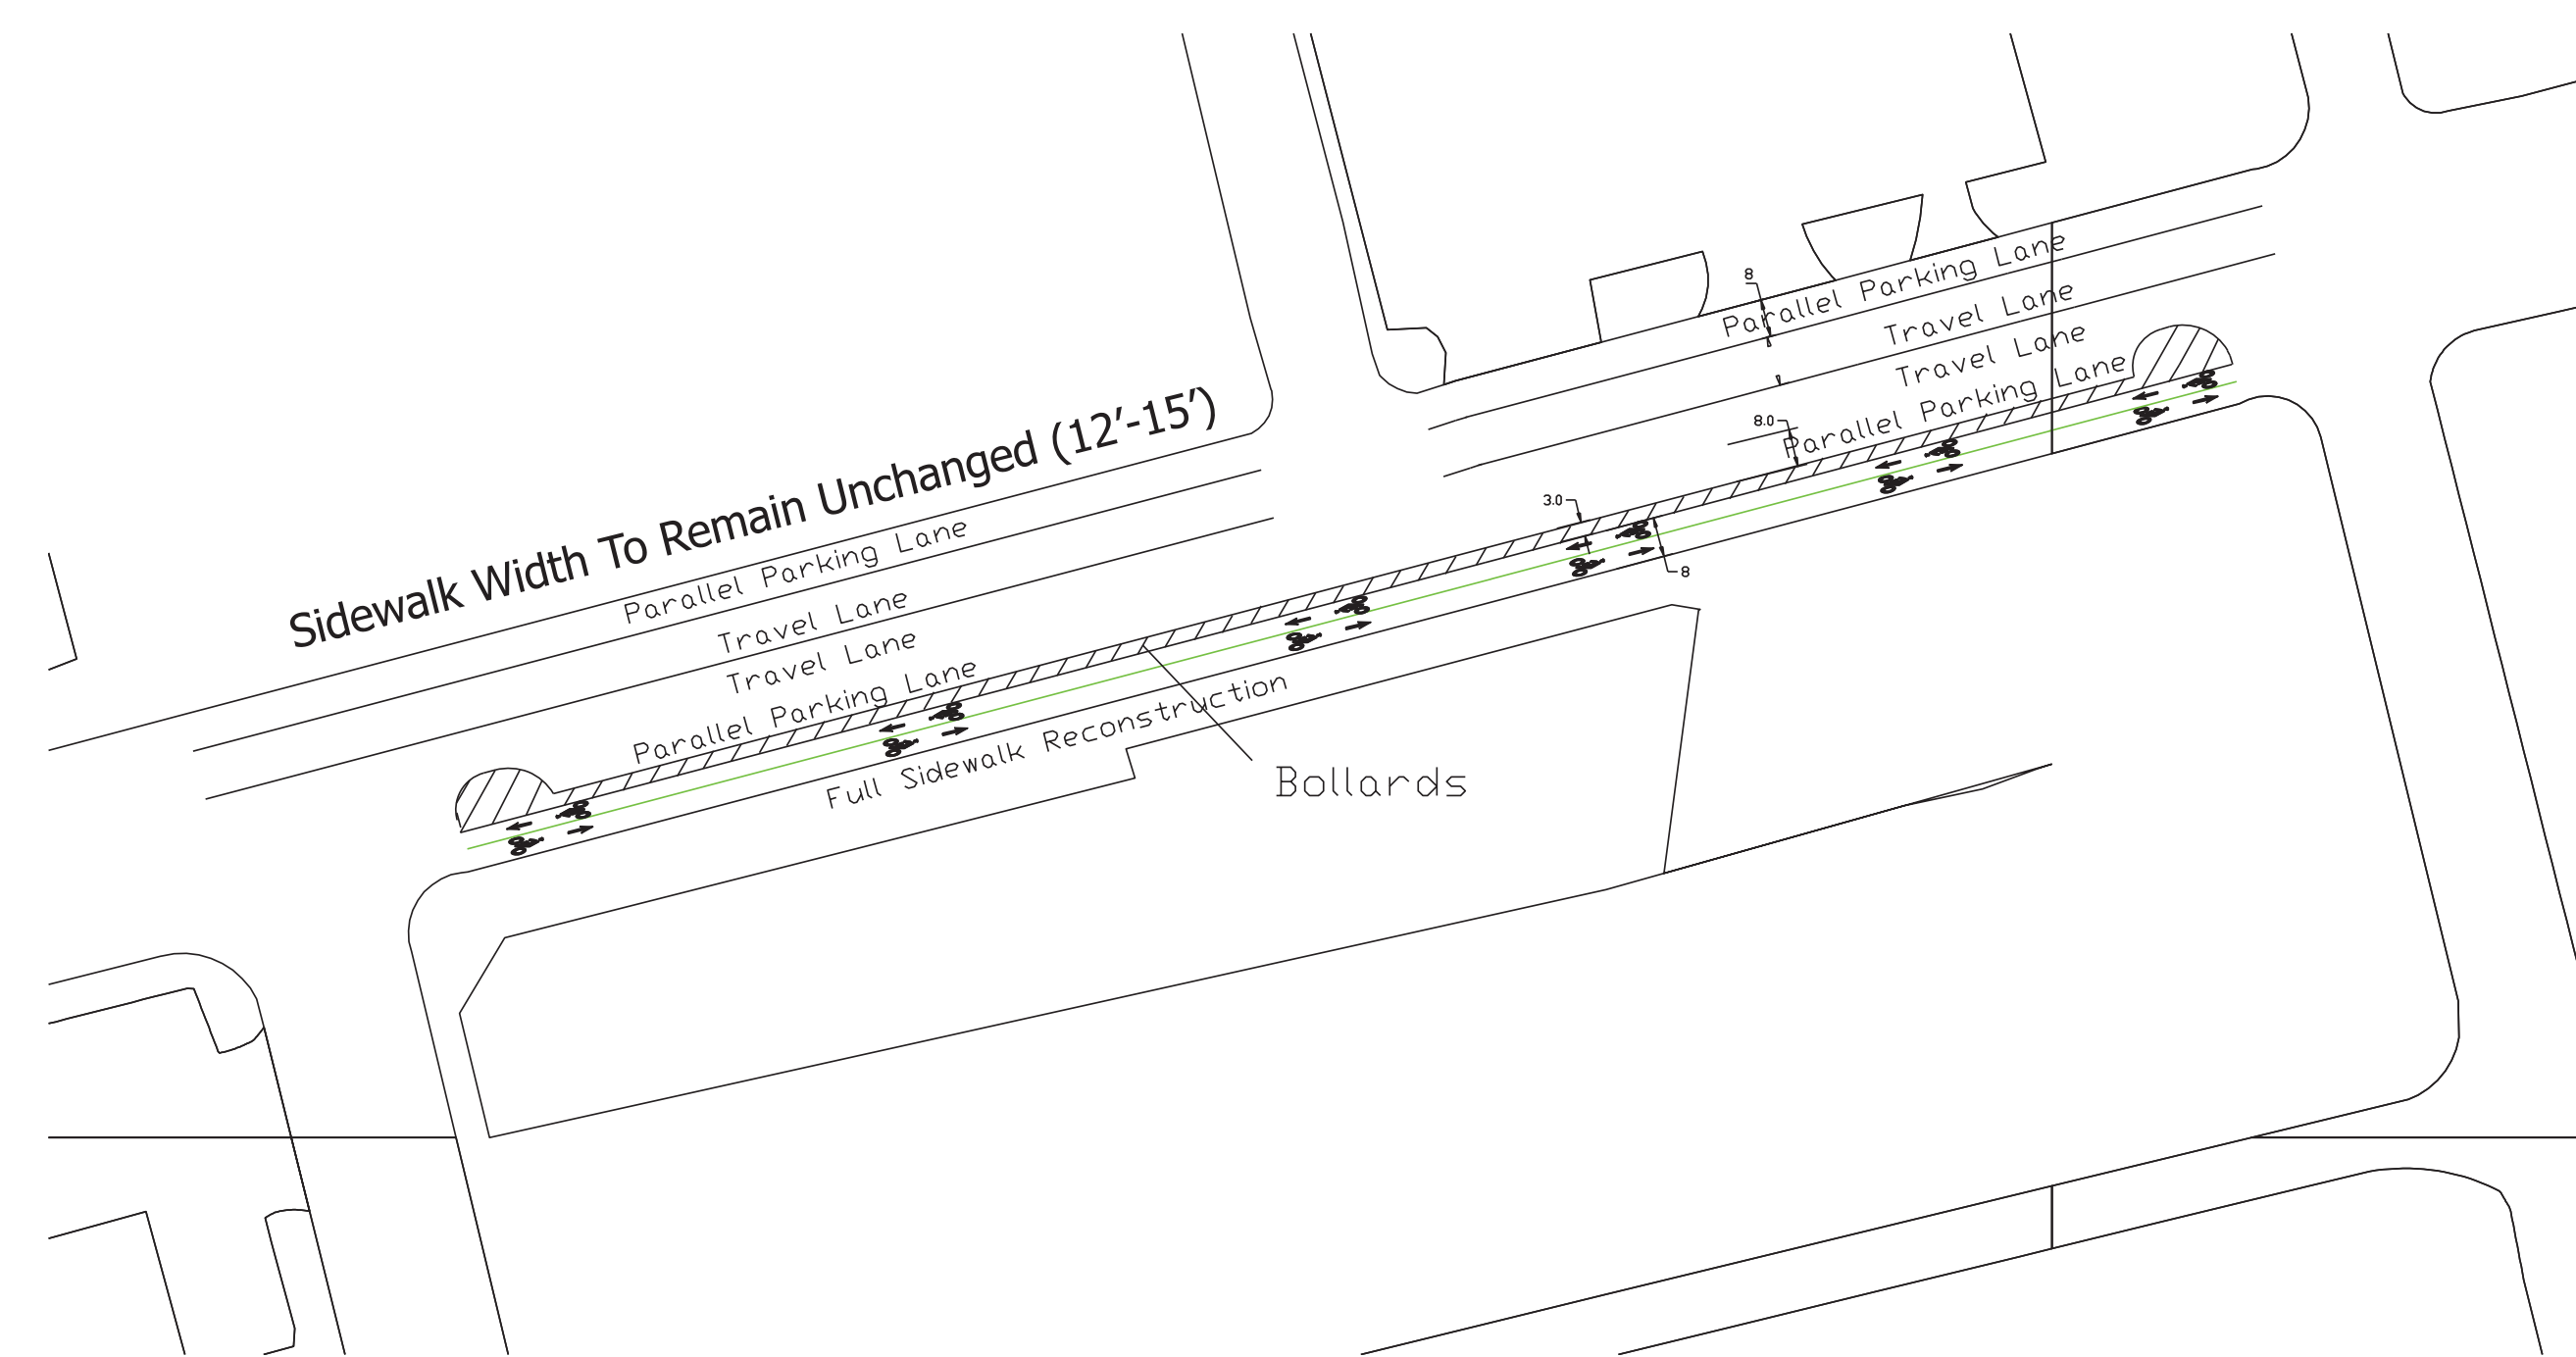 8
Parallel Parking Lane
Travel Lane
Travel Lane
8.0
Parallel Parking Lane
3.0
8
Sidewalk Width To Remain Unchanged (12'-15')
Parallel Parking Lane
Travel Lane
Travel Lane
Parallel Parking Lane
Full Sidewalk Reconstruction
Bollards